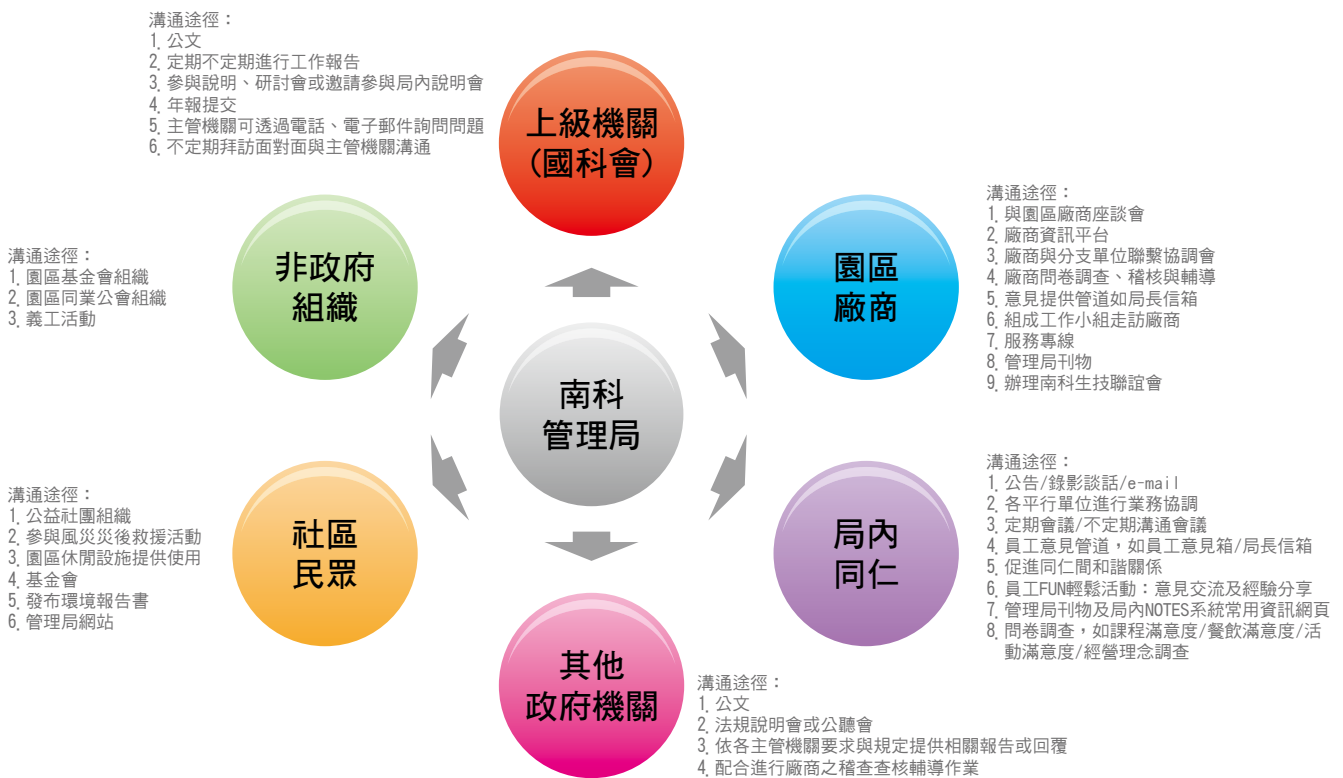 溝通途徑：
1. 公文
2. 定期不定期進行工作報告
3. 參與說明、研討會或邀請參與局內說明會
4. 年報提交
5. 主管機關可透過電話、電子郵件詢問問題
6. 不定期拜訪面對面與主管機關溝通
上級機關
(國科會)
非政府
組織
溝通途徑：
1. 園區基金會組織
2. 園區同業公會組織
3. 義工活動
園區
廠商
溝通途徑：
1. 與園區廠商座談會
2. 廠商資訊平台
3. 廠商與分支單位聯繫協調會
4. 廠商問卷調查、稽核與輔導
5. 意見提供管道如局長信箱
6. 組成工作小組走訪廠商
7. 服務專線
8. 管理局刊物
9. 辦理南科生技聯誼會
南科
管理局
社區
民眾
溝通途徑：
1. 公益社團組織
2. 參與風災災後救援活動
3. 園區休閒設施提供使用
4. 基金會
5. 發布環境報告書
6. 管理局網站
局內
同仁
溝通途徑：
1. 公告/錄影談話/e-mail
2. 各平行單位進行業務協調
3. 定期會議/不定期溝通會議
4. 員工意見管道，如員工意見箱/局長信箱
5. 促進同仁間和諧關係
6. 員工FUN輕鬆活動：意見交流及經驗分享
7. 管理局刊物及局內NOTES系統常用資訊網頁
8. 問卷調查，如課程滿意度/餐飲滿意度/活
動滿意度/經營理念調查
其他
政府機關
溝通途徑：
1. 公文
2. 法規說明會或公聽會
3. 依各主管機關要求與規定提供相關報告或回覆
4. 配合進行廠商之稽查查核輔導作業